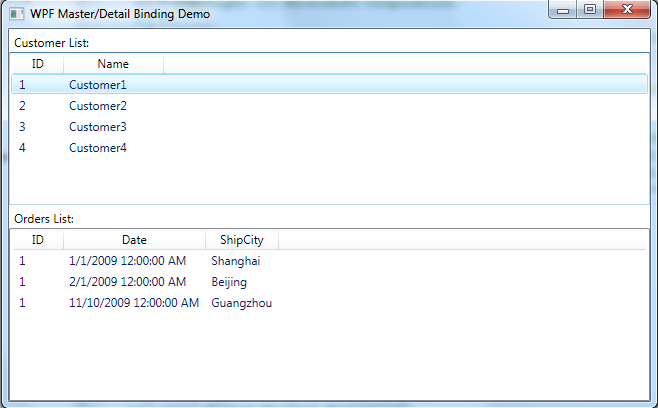 WPF Master/Detail Binding Demo
Customer List:
ID Name
1 Customer1
2 Customer2
3 Customer3
4 Customer4
Orders List:
ID Date ShipCity
1 1/1/2009 12:00:00 AM Shanghai
1 2/1/2009 12:00:00 AM Beijing
1 11/10/2009 12:00:00 AM Guangzhou